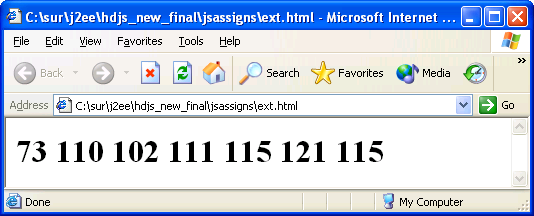 C:\sur\j2ee\hdjs_new_final\jsassigns\ext.html - Microsoft Internet ...
File Edit View Favorites Tools Help
Back Search Favorites Media »
Address C:\sur\j2ee\hdjs_new_final\jsassigns\ext.html Go
73 110 102 111 115 121 115
Done My Computer